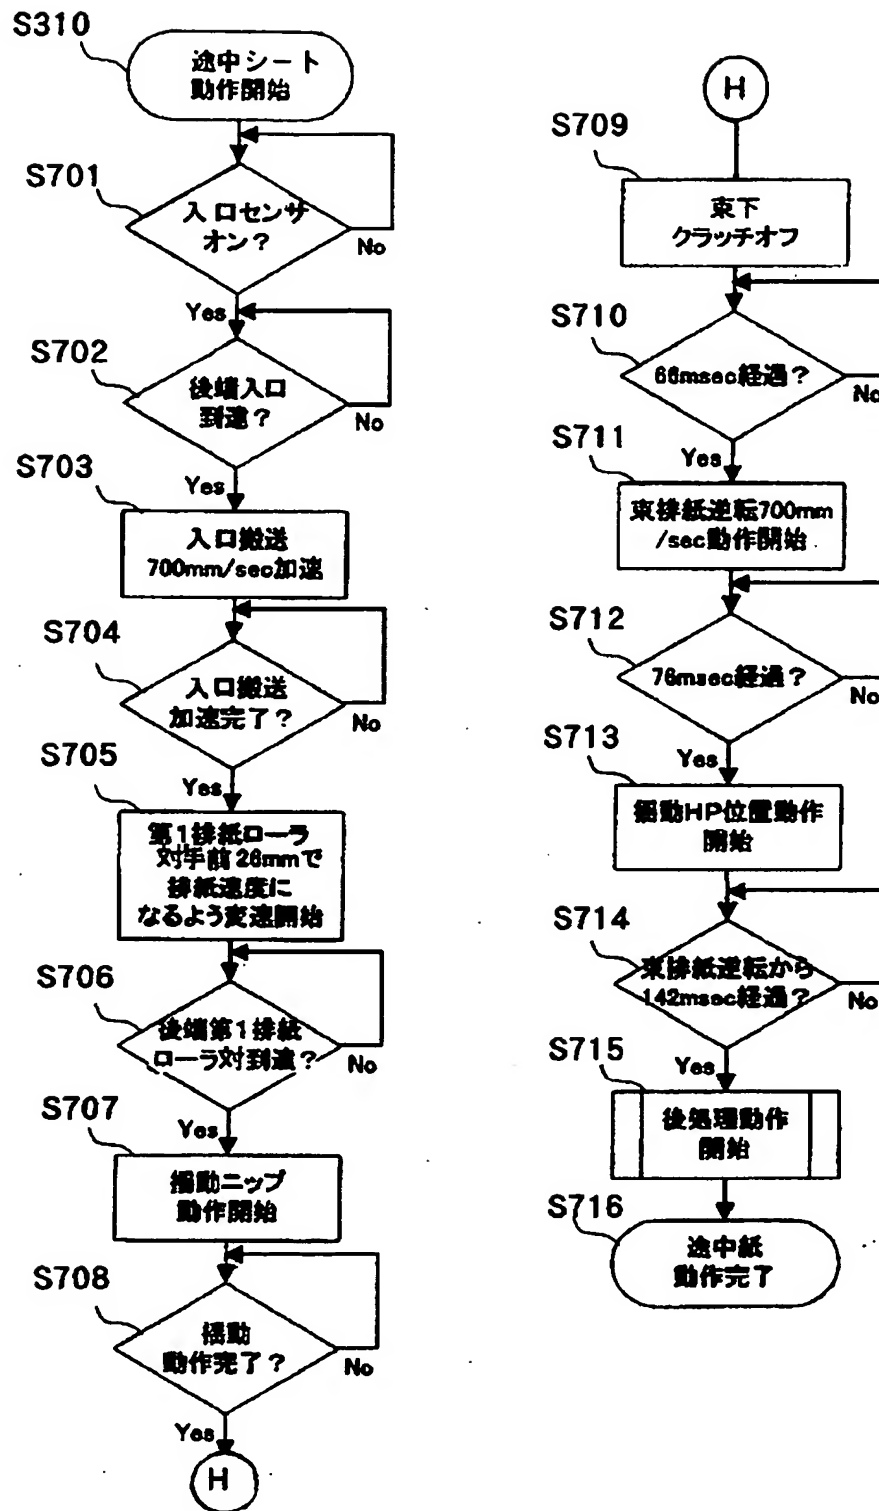 S310
途中シート
動作開始
S701
入口センサ
オン？
No
Yes
S702
後端入口
到達？
No
Yes
S703
入口搬送
700mm/sec加速
S704
入口搬送
加速完了？
No
Yes
S705
第1排紙ローラ
対手前26mmで
排紙速度に
なるよう変速開始
S706
後端第1排紙
ローラ対到達？
No
Yes
S707
揺動ニップ
動作開始
S708
揺動
動作完了？
No
Yes
H
H
S709
束下
クラッチオフ
S710
66msec経過？
No
Yes
S711
束排紙逆転700mm
/sec動作開始
S712
76msec経過？
No
Yes
S713
揺動HP位置動作
開始
S714
束排紙逆転から
142msec経過？
No
Yes
S715
後処理動作
開始
S716
途中紙
動作完了